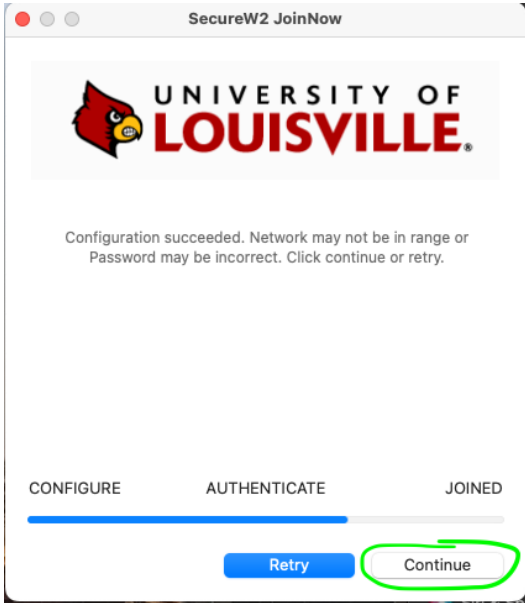 SecureW2 JoinNow
UNIVERSITY OF
LOUISVILLE®
Configuration succeeded. Network may not be in range or
Password may be incorrect. Click continue or retry.
CONFIGURE AUTHENTICATE JOINED
Retry Continue